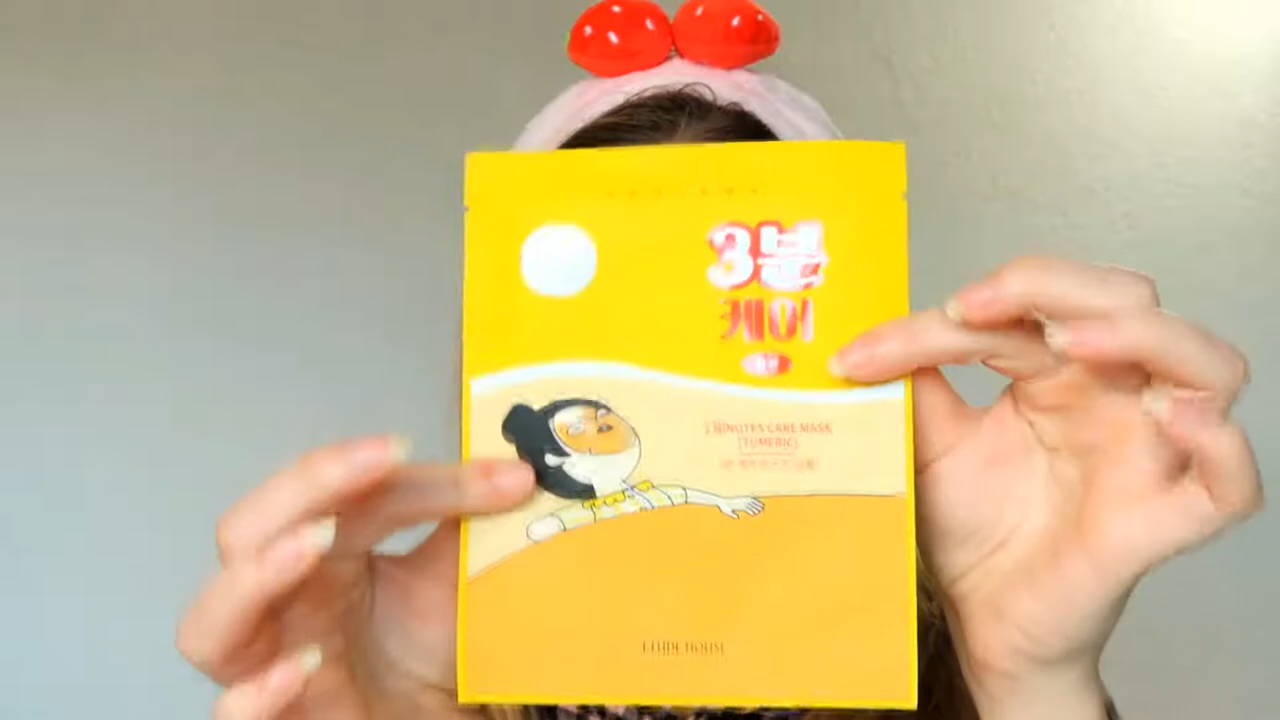 3분
케어
3 MINUTES CARE MASK
[TUMERIC]
ETUDE HOUSE